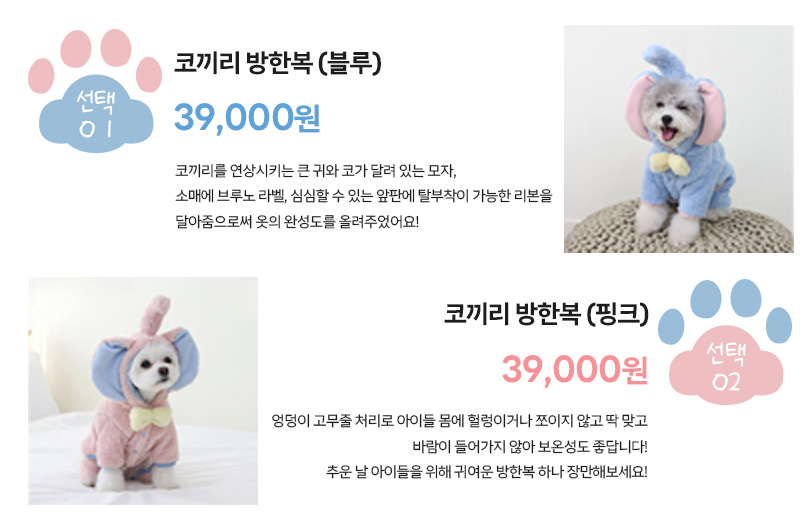 선택
01
코끼리 방한복 (블루)
39,000원
코끼리를 연상시키는 큰 귀와 코가 달려 있는 모자,
소매에 브루노 라벨, 심심할 수 있는 앞판에 탈부착이 가능한 리본을
달아줌으로써 옷의 완성도를 올려주었어요!
코끼리 방한복 (핑크)
39,000원
선택
02
엉덩이 고무줄 처리로 아이들 몸에 헐렁이거나 쪼이지 않고 딱 맞고
바람이 들어가지 않아 보온성도 좋답니다!
추운 날 아이들을 위해 귀여운 방한복 하나 장만해보세요!